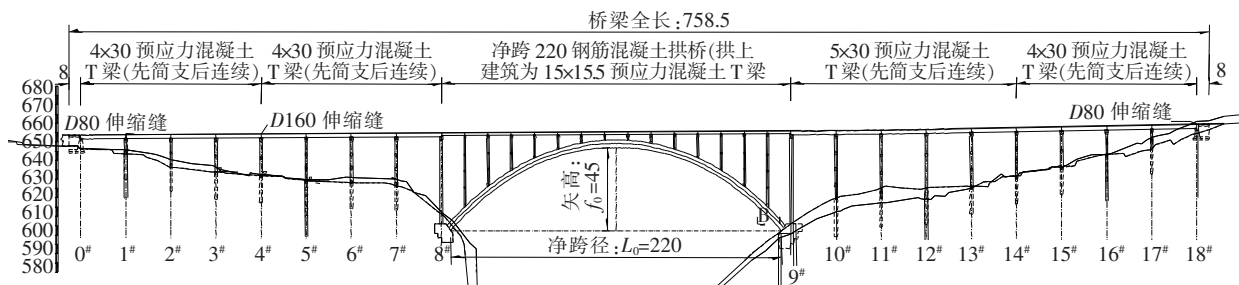 桥梁全长:758.5
4×30 预应力混凝土
T 梁(先简支后连续)
4×30 预应力混凝土
T 梁(先简支后连续)
净跨 220 钢筋混凝土拱桥(拱上
建筑为 15×15.5 预应力混凝土 T 梁
5×30 预应力混凝土
T 梁(先简支后连续)
4×30 预应力混凝土
T 梁(先简支后连续)
8
8
680
670
660
650
640
630
620
610
600
590
580
D80 伸缩缝
D160 伸缩缝
D80 伸缩缝
矢高:
f₀=45
B
净跨径:L₀=220
0# 1# 2# 3# 4# 5# 6# 7# 8# 9# 10# 11# 12# 13# 14# 15# 16# 17# 18#